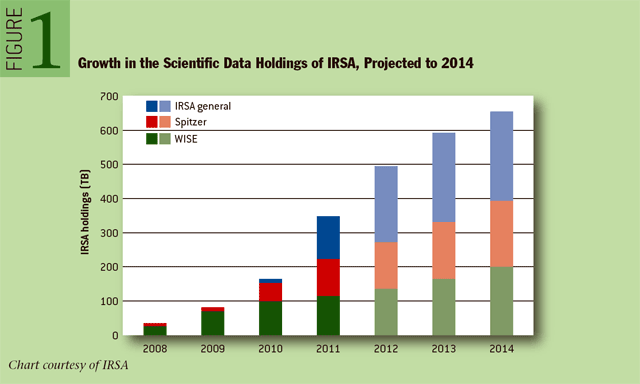 FIGURE 1
Growth in the Scientific Data Holdings of IRSA, Projected to 2014
IRSA holdings (TB)
700
600
500
400
300
200
100
0
IRSA general
Spitzer
WISE
2008 2009 2010 2011 2012 2013 2014
Chart courtesy of IRSA